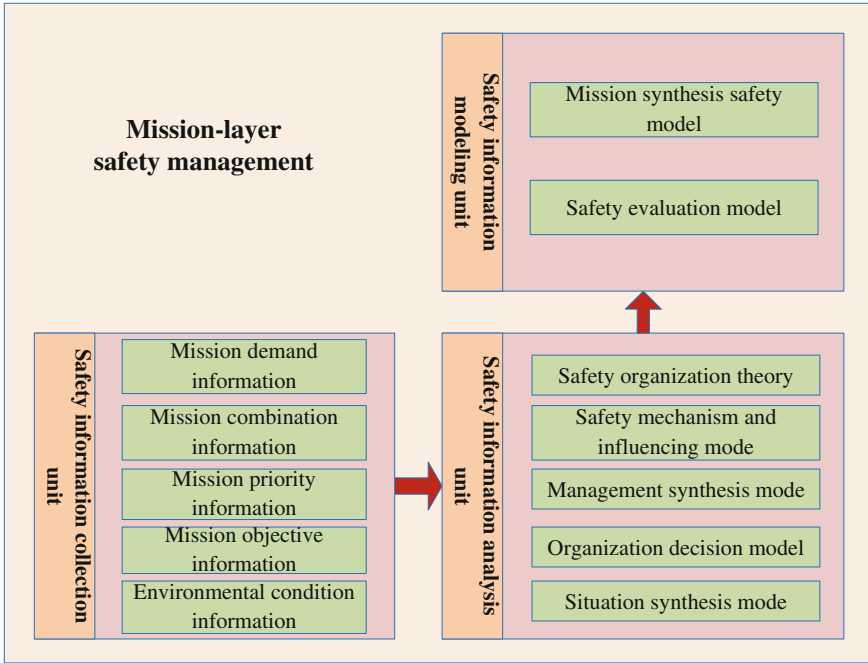 Mission-layer
safety management
Safety information
modeling unit
Mission synthesis safety
model
Safety evaluation model
Safety information collection
unit
Mission demand
information
Mission combination
information
Mission priority
information
Mission objective
information
Environmental condition
information
Safety information analysis
unit
Safety organization theory
Safety mechanism and
influencing mode
Management synthesis mode
Organization decision model
Situation synthesis mode